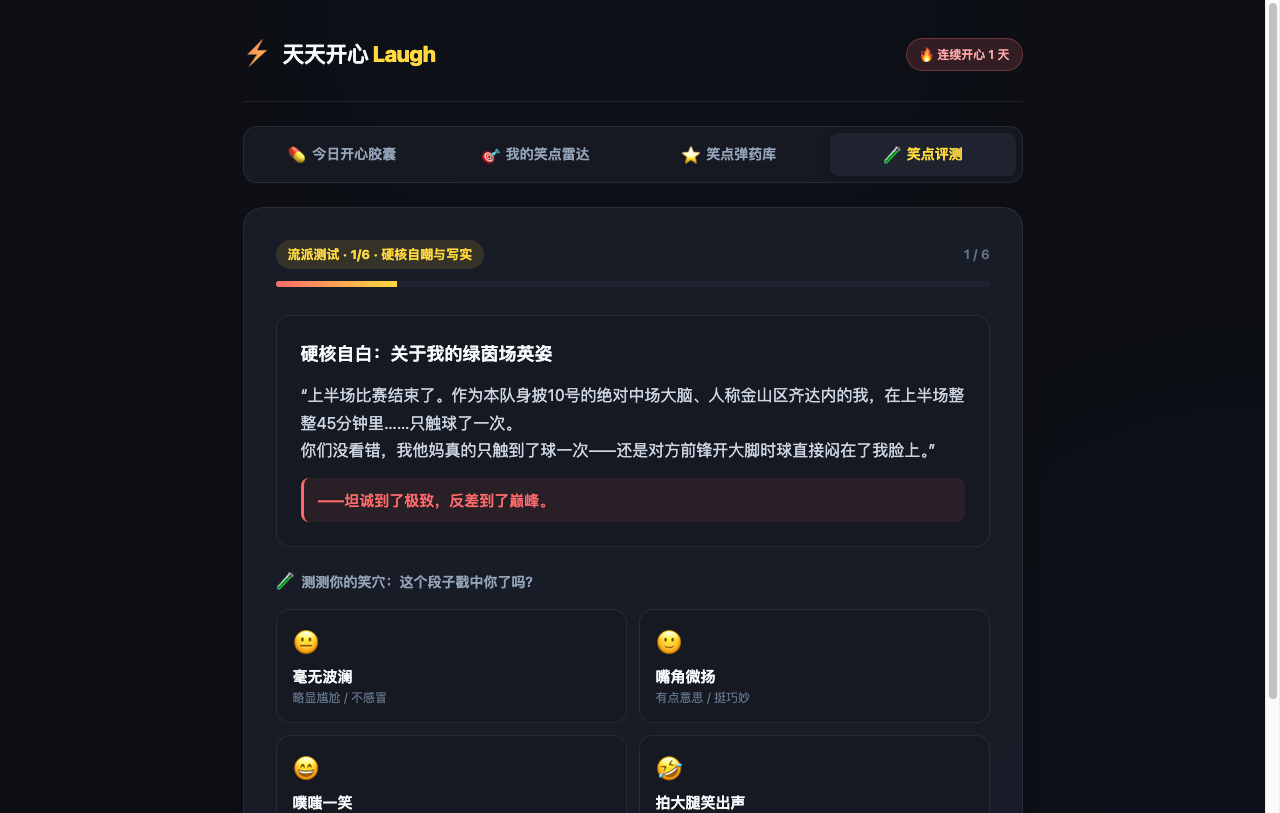 天天开心 Laugh
🔥 连续开心 1 天
💊 今日开心胶囊
🎯 我的笑点雷达
⭐ 笑点弹药库
🧪 笑点评测
流派测试 · 1/6 · 硬核自嘲与写实
1 / 6
硬核自白：关于我的绿茵场英姿
“上半场比赛结束了。作为本队身披10号的绝对中场大脑、人称金山区齐达内的我，在上半场整
整45分钟里……只触球了一次。
你们没看错，我他妈真的只触到了球一次——还是对方前锋开大脚时球直接闷在了我脸上。”
——坦诚到了极致，反差到了巅峰。
🧪 测测你的笑穴：这个段子戳中你了吗？
毫无波澜
略显尴尬 / 不感冒
嘴角微扬
有点意思 / 挺巧妙
噗嗤一笑
拍大腿笑出声